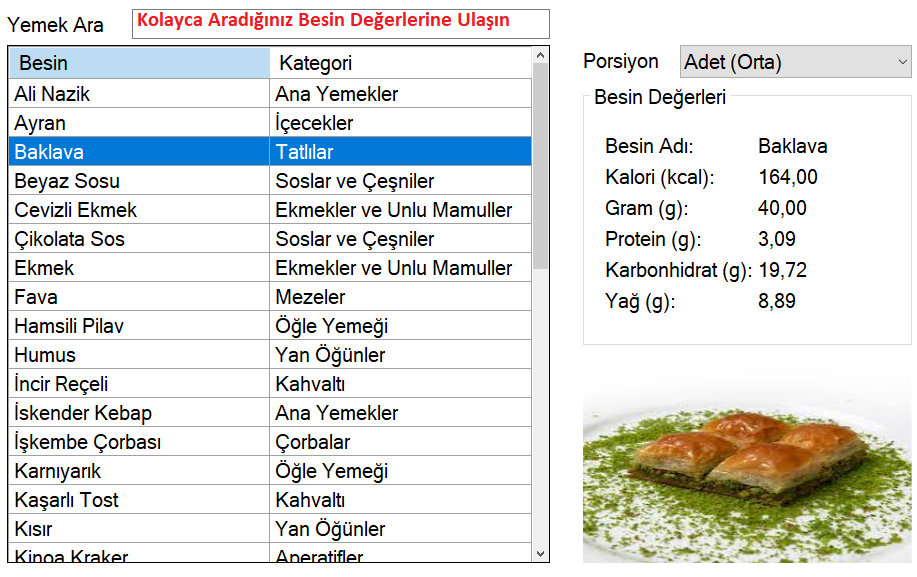 Yemek Ara
Kolayca Aradığınız Besin Değerlerine Ulaşın
Besin Kategori
Ali Nazik Ana Yemekler
Ayran İçecekler
Baklava Tatlılar
Beyaz Sosu Soslar ve Çeşniler
Cevizli Ekmek Ekmekler ve Unlu Mamuller
Çikolata Sos Soslar ve Çeşniler
Ekmek Ekmekler ve Unlu Mamuller
Fava Mezeler
Hamsili Pilav Öğle Yemeği
Humus Yan Öğünler
İncir Reçeli Kahvaltı
İskender Kebap Ana Yemekler
İşkembe Çorbası Çorbalar
Karnıyarık Öğle Yemeği
Kaşarlı Tost Kahvaltı
Kısır Yan Öğünler
Kinoa Kraker Aperatifler
Porsiyon Adet (Orta)
Besin Değerleri
Besin Adı: Baklava
Kalori (kcal): 164,00
Gram (g): 40,00
Protein (g): 3,09
Karbonhidrat (g): 19,72
Yağ (g): 8,89